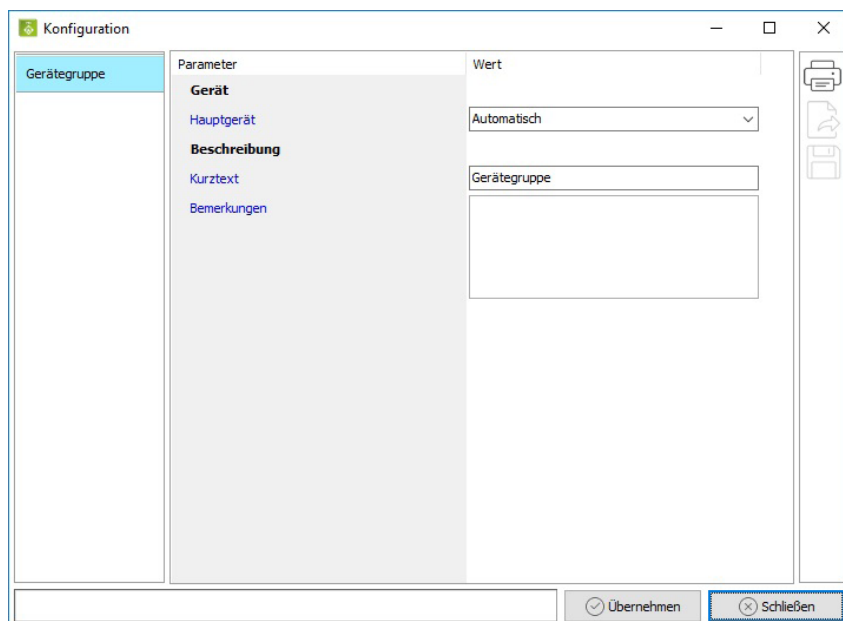 Konfiguration
Gerätegruppe
Parameter Wert
Gerät
Hauptgerät Automatisch
Beschreibung
Kurztext Gerätegruppe
Bemerkungen
Übernehmen Schließen